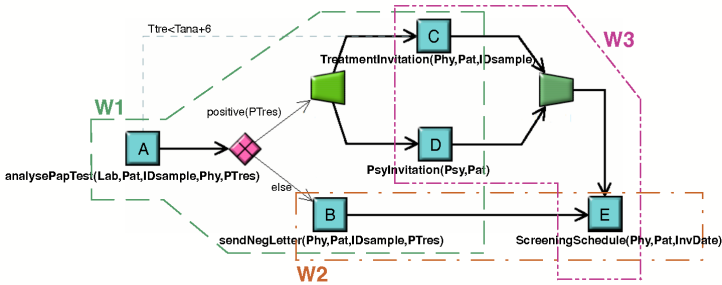 Ttre<Tana+6
C
W3
TreatmentInvitation(Phy,Pat,IDsample)
W1
positive(PTres)
A
D
analysePapTest(Lab,Pat,IDsample,Phy,PTres)
PsyInvitation(Psy,Pat)
else
B
E
sendNegLetter(Phy,Pat,IDsample,PTres)
ScreeningSchedule(Phy,Pat,InvDate)
W2